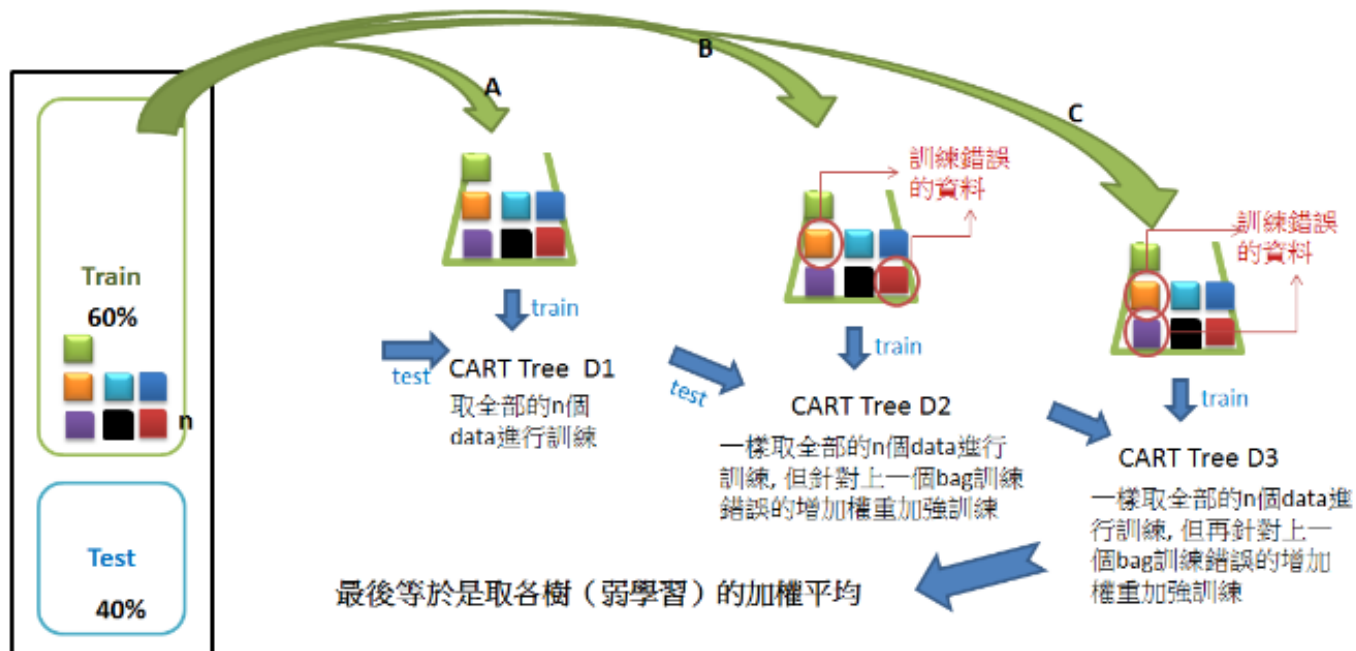 A
B
C
Train
60%
n
Test
40%
train
test
CART Tree D1
取全部的n個
data進行訓練
訓練錯誤
的資料
train
test
CART Tree D2
一樣取全部的n個data進行
訓練, 但針對上一個bag訓練
錯誤的增加權重加強訓練
訓練錯誤
的資料
train
CART Tree D3
一樣取全部的n個data進
行訓練, 但再針對上一
個bag訓練錯誤的增加
權重加強訓練
最後等於是取各樹（弱學習）的加權平均